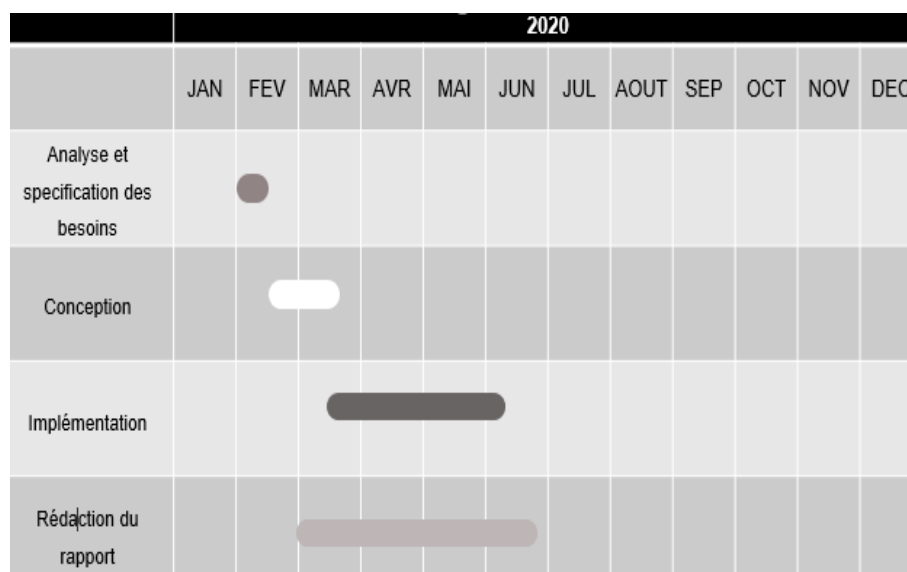 2020
JAN FEV MAR AVR MAI JUN JUL AOUT SEP OCT NOV DEC
Analyse et
specification des
besoins
Conception
Implémentation
Rédaction du
rapport